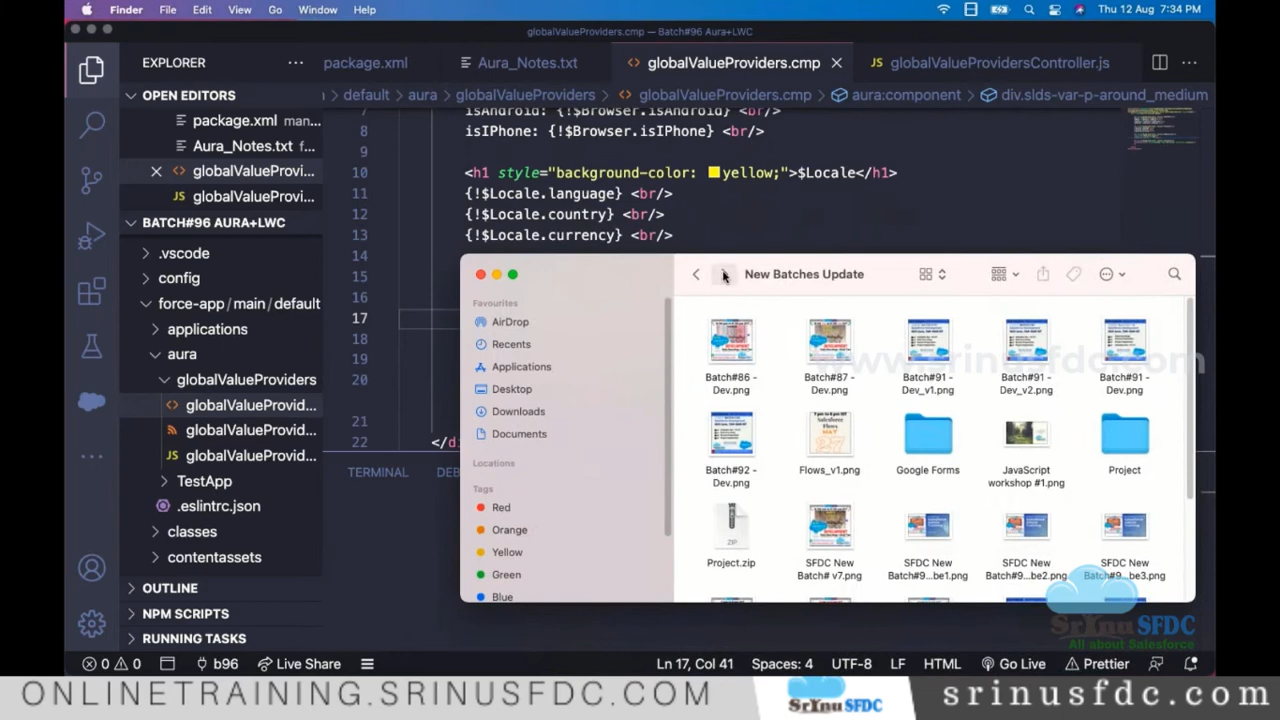 Finder File Edit View Go Window Help Thu 12 Aug 7:34 PM
globalValueProviders.cmp — Batch#96 Aura+LWC
EXPLORER
package.xml Aura_Notes.txt globalValueProviders.cmp globalValueProvidersController.js
OPEN EDITORS
default aura globalValueProviders globalValueProviders.cmp aura:component div.slds-var-p-around_medium
package.xml man...
Aura_Notes.txt f...
globalValueProvi...
globalValueProvi...
BATCH#96 AURA+LWC
.vscode
config
force-app/main/default
applications
aura
globalValueProviders
globalValueProvid...
globalValueProvid...
globalValueProvid...
TestApp
.eslintrc.json
classes
contentassets
OUTLINE
NPM SCRIPTS
RUNNING TASKS
isAndroid: {!$Browser.isAndroid} <br/>
8 isIPhone: {!$Browser.isIPhone} <br/>
9
10 <h1 style="background-color: yellow;">$Locale</h1>
11 {!$Locale.language} <br/>
12 {!$Locale.country} <br/>
13 {!$Locale.currency} <br/>
14
15
16
17
18
19
20
21
22 </di
TERMINAL DEB
New Batches Update
Favourites
AirDrop
Recents
Applications
Desktop
Downloads
Documents
Locations
Tags
Red
Orange
Yellow
Green
Blue
www.srinusfdc.com
Batch#86 - Dev.png
Batch#87 - Dev.png
Batch#91 - Dev_v1.png
Batch#91 - Dev_v2.png
Batch#91 - Dev.png
Batch#92 - Dev.png
Flows_v1.png
Google Forms
JavaScript workshop #1.png
Project
ZIP
Project.zip
SFDC New Batch# v7.png
SFDC New Batch#9...be1.png
SFDC New Batch#9...be2.png
SFDC New Batch#9...be3.png
SrInu SFDC
All about Salesforce
0 0 b96 Live Share Ln 17, Col 41 Spaces: 4 UTF-8 LF HTML Go Live Prettier
ONLINETRAINING.SRINUSFDC.COM SrInu SFDC srinusfdc.com